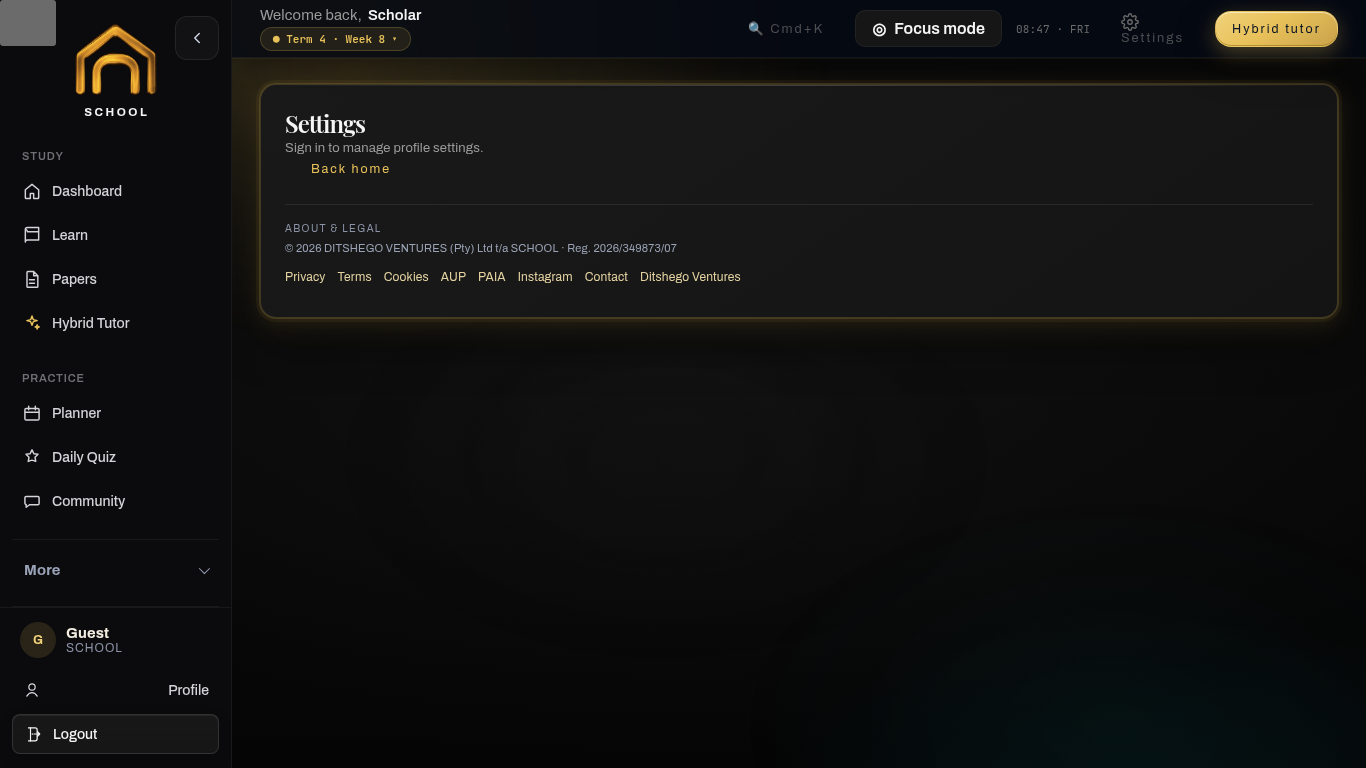 SCHOOL
STUDY
Dashboard
Learn
Papers
Hybrid Tutor
PRACTICE
Planner
Daily Quiz
Community
More
G
Guest
SCHOOL
Profile
Logout
Welcome back, Scholar
Term 4 · Week 8
Cmd+K
Focus mode
08:47 · FRI
Settings
Hybrid tutor
Settings
Sign in to manage profile settings.
Back home
ABOUT & LEGAL
© 2026 DITSHEGO VENTURES (Pty) Ltd t/a SCHOOL · Reg. 2026/349873/07
Privacy Terms Cookies AUP PAIA Instagram Contact Ditshego Ventures